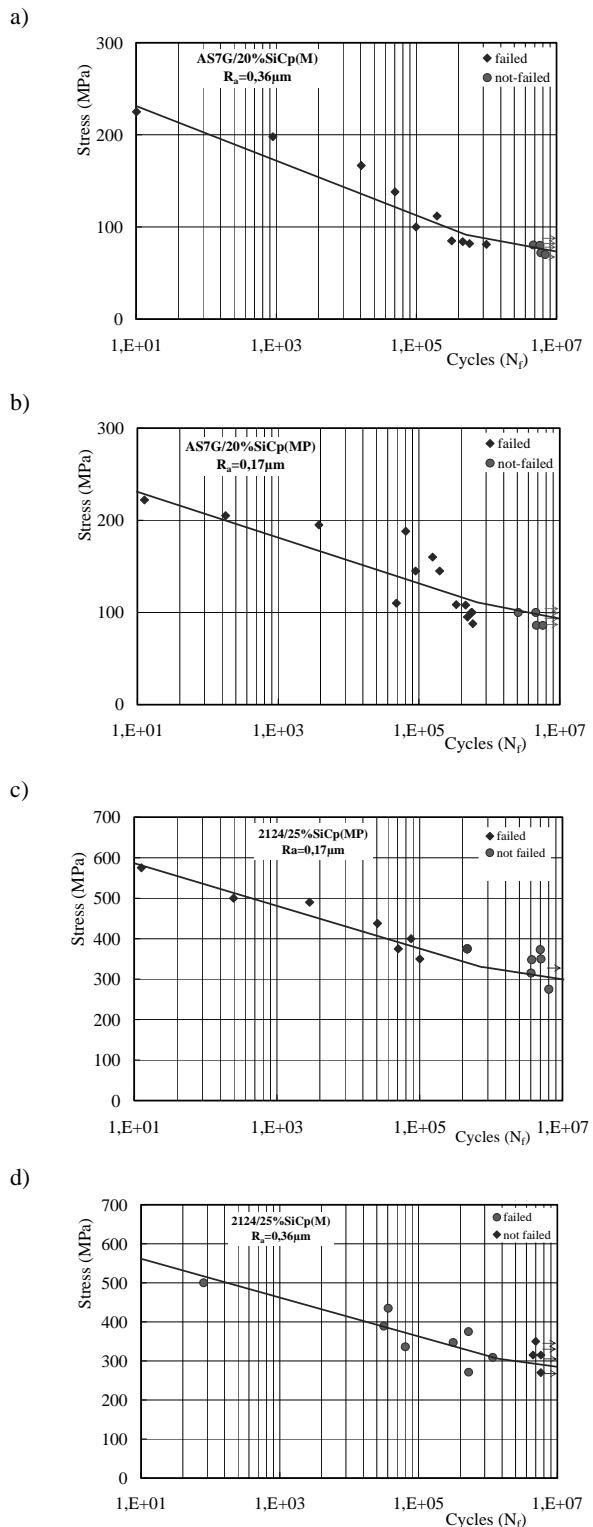 a)
300
200
100
0
Stress (MPa)
AS7G/20%SiCp(M)
Rₐ=0,36µm
failed
not-failed
1,E+01 1,E+03 1,E+05 1,E+07
Cycles (N_f)
b)
300
200
100
0
Stress (MPa)
AS7G/20%SiCp(MP)
Rₐ=0,17µm
failed
not-failed
1,E+01 1,E+03 1,E+05 1,E+07
Cycles (N_f)
c)
700
600
500
400
300
200
100
0
Stress (MPa)
2124/25%SiCp(MP)
Ra=0,17µm
failed
not failed
1,E+01 1,E+03 1,E+05 1,E+07
Cycles (N_f)
d)
700
600
500
400
300
200
100
0
Stress (MPa)
2124/25%SiCp(M)
Rₐ=0,36µm
failed
not failed
1,E+01 1,E+03 1,E+05 1,E+07
Cycles (N_f)